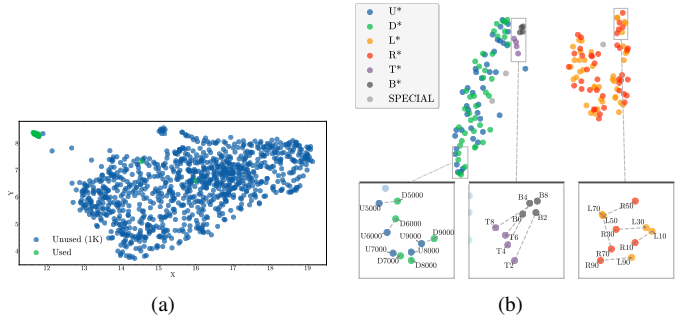 U*
D*
L*
R*
T*
B*
SPECIAL
8
7
6
5
4
Y
Unused (1K)
Used
12
13
14
15
16
17
18
19
X
D5000
U5000
D6000
U6000
U9000
D9000
U7000
U8000
D7000
D8000
B4
B8
B6
B2
T8
T6
T4
T2
L70
R50
L50
L30
R30
L10
R10
R70
R90
L90
(a)
(b)